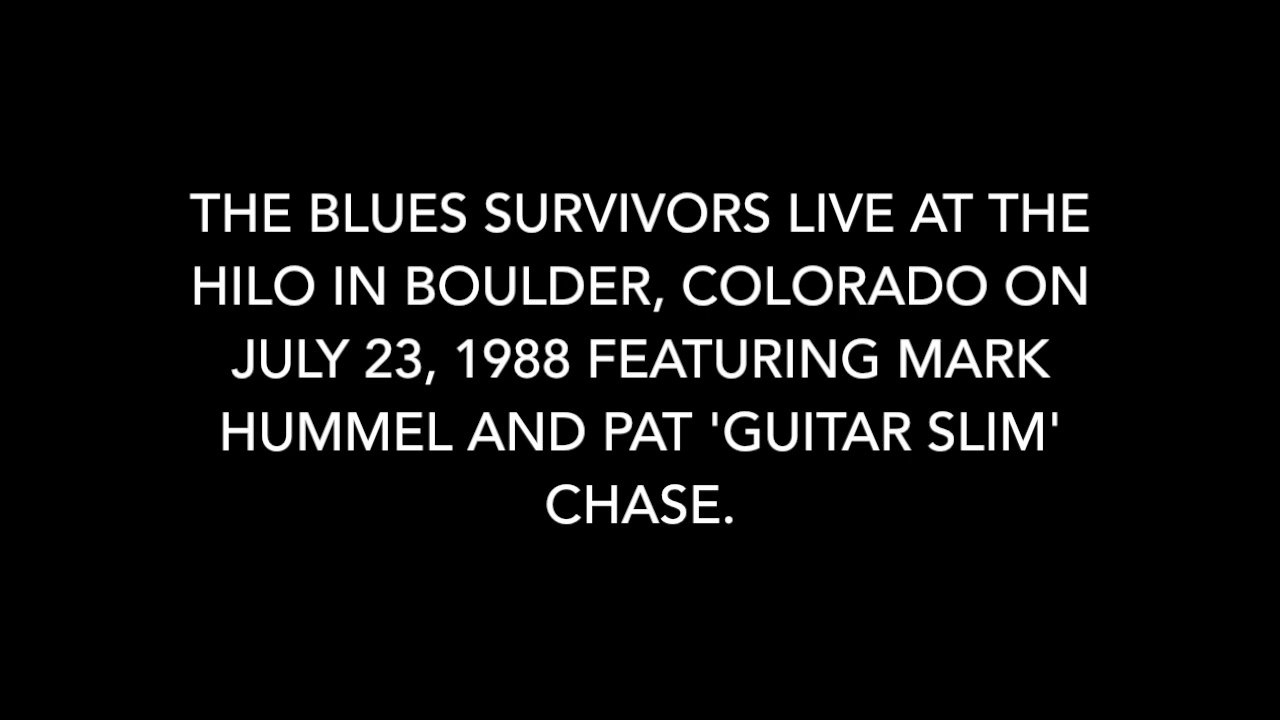 THE BLUES SURVIVORS LIVE AT THE
HILO IN BOULDER, COLORADO ON
JULY 23, 1988 FEATURING MARK
HUMMEL AND PAT 'GUITAR SLIM'
CHASE.